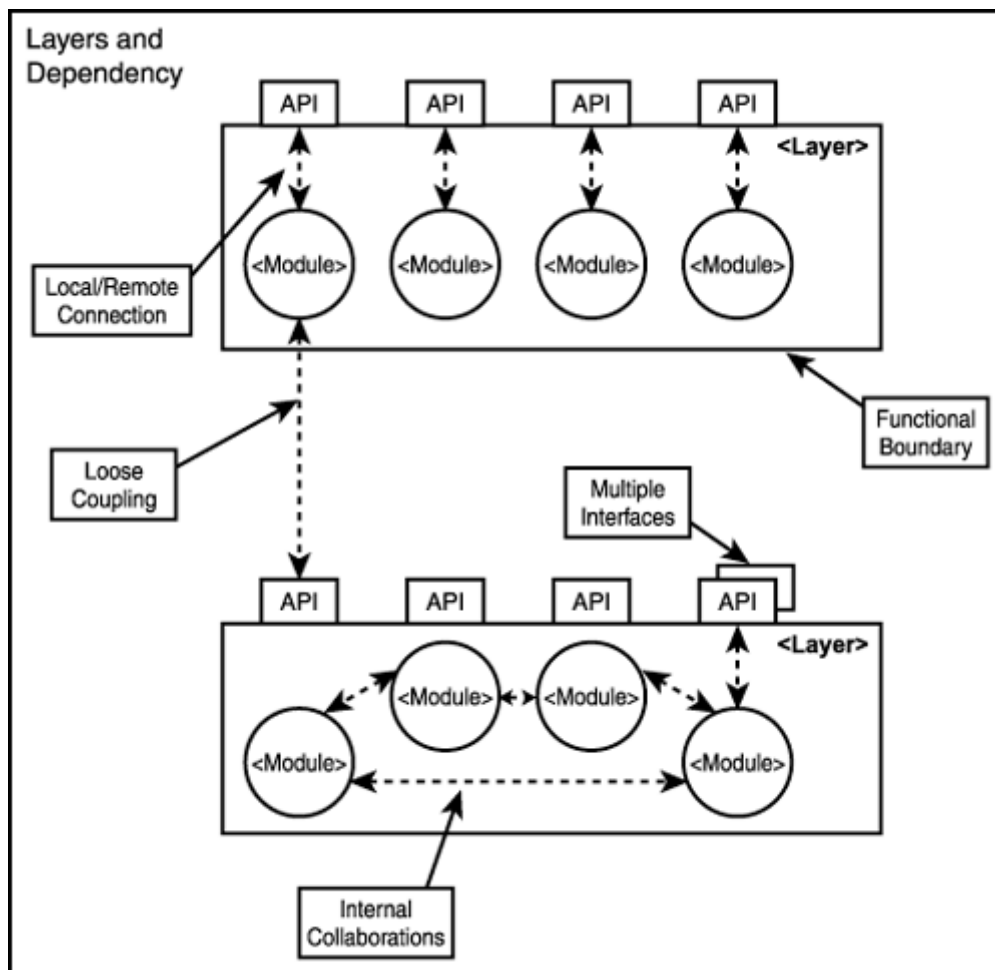 Layers and
Dependency
API API API API
<Layer>
<Module> <Module> <Module> <Module>
Local/Remote
Connection
Functional
Boundary
Loose
Coupling
Multiple
Interfaces
API API API API
<Layer>
<Module> <Module>
<Module> <Module>
Internal
Collaborations